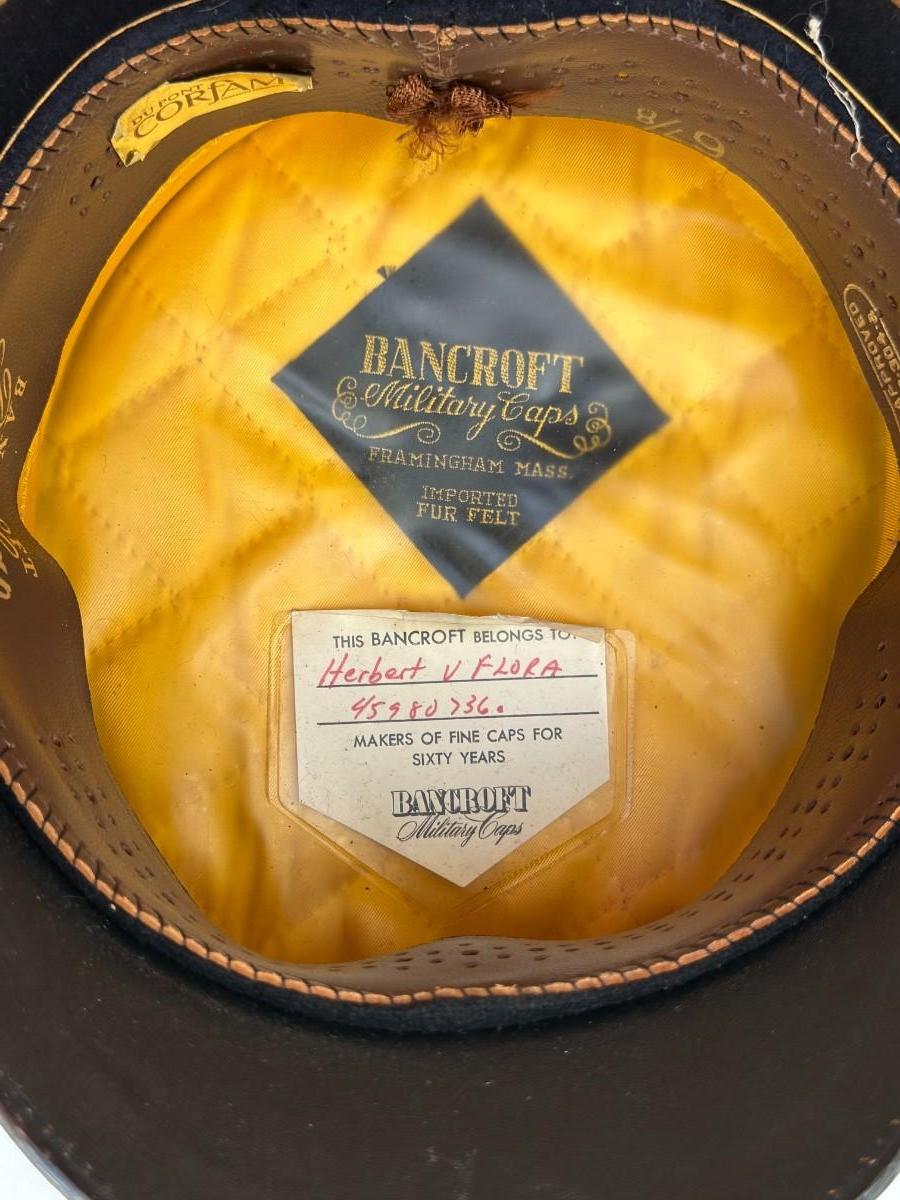 DU PONT
CORFAM
6 7/8
BANCROFT
Military Caps
FRAMINGHAM MASS.
IMPORTED
FUR FELT
THIS BANCROFT BELONGS TO:
Herbert V FLORA
45980736.
MAKERS OF FINE CAPS FOR
SIXTY YEARS
BANCROFT
Military Caps